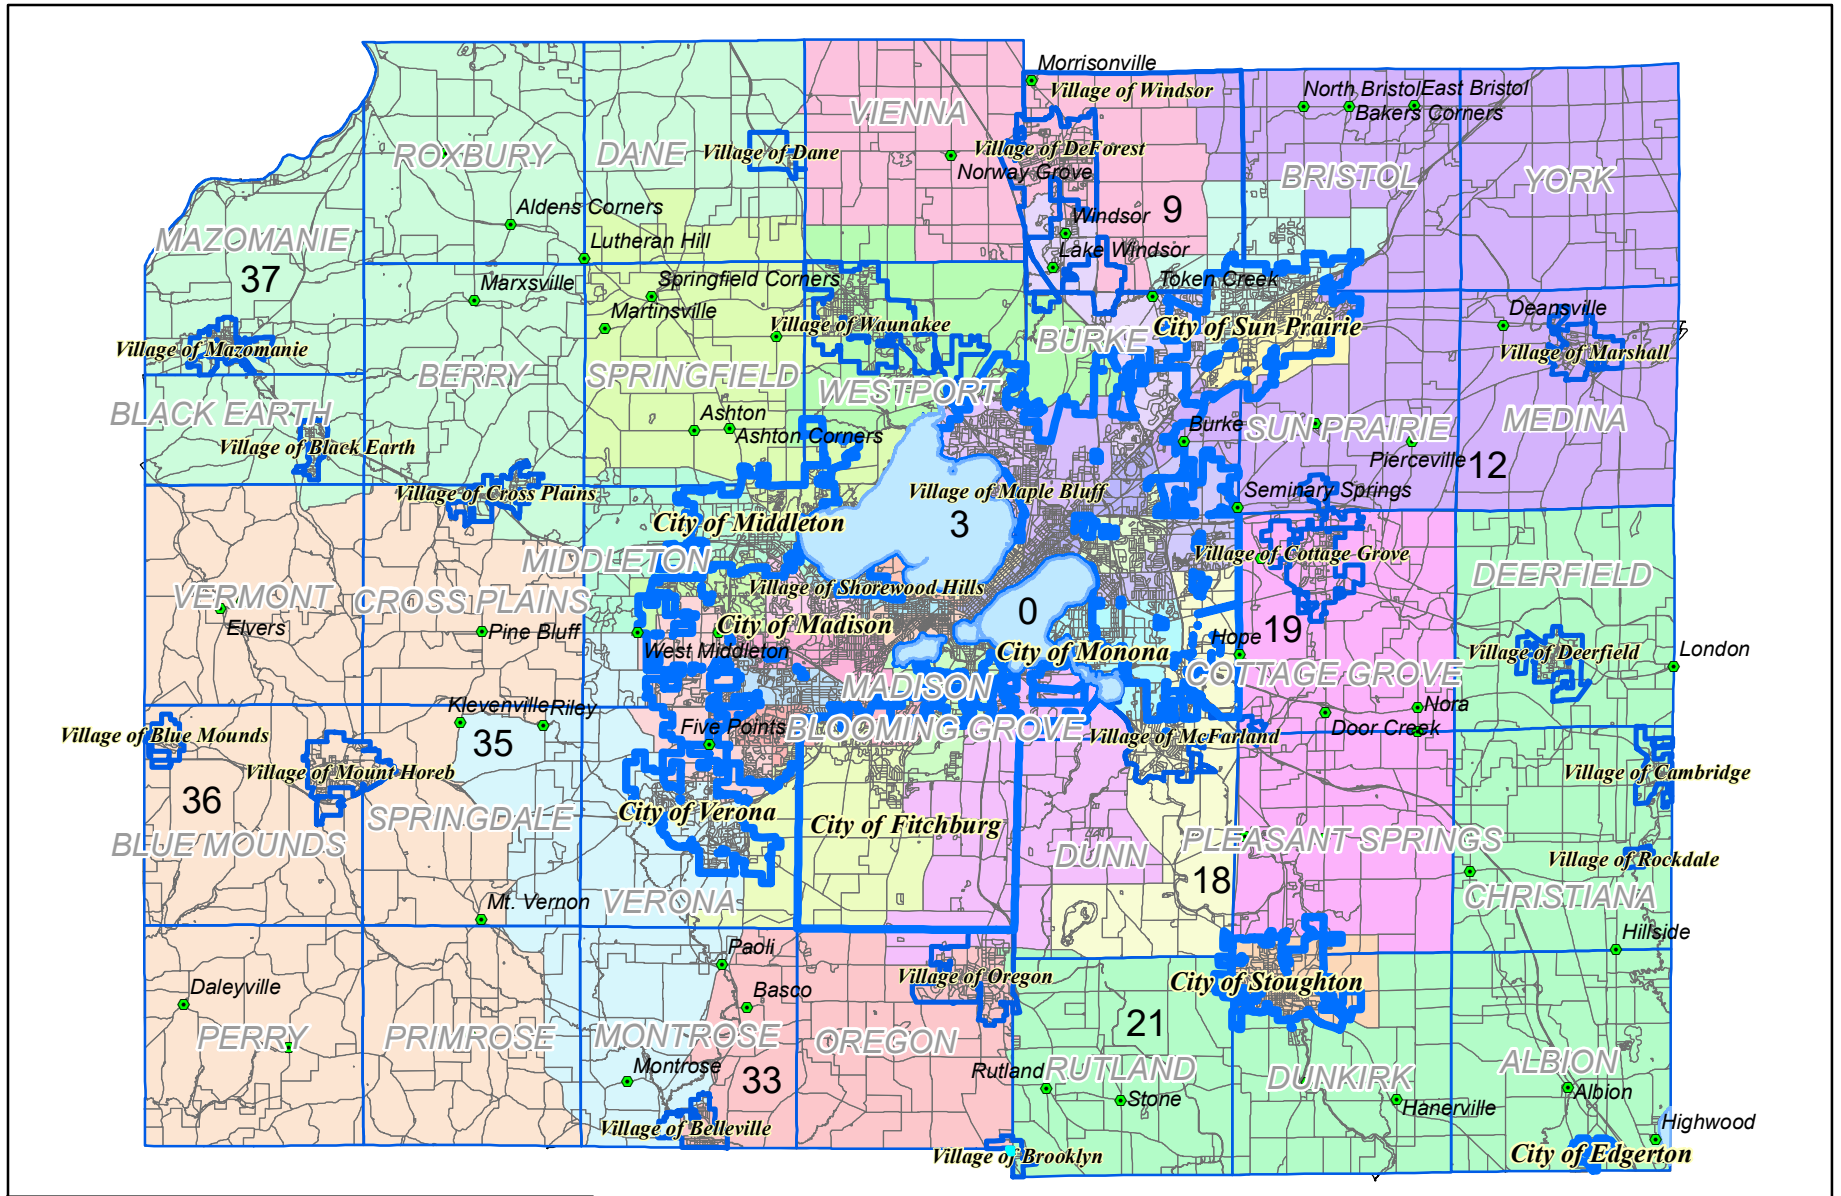 Morrisonville
Village of Windsor
North Bristol
East Bristol
Bakers Corners
VIENNA
ROXBURY
DANE
Village of Dane
Village of DeForest
Norway Grove
BRISTOL
YORK
Aldens Corners
Windsor
9
MAZOMANIE
Lutheran Hill
Lake Windsor
37
Marxsville
Springfield Corners
Token Creek
Martinsville
Deansville
Village of Waunakee
City of Sun Prairie
Village of Mazomanie
BURKE
Village of Marshall
BERRY
SPRINGFIELD
WESTPORT
BLACK EARTH
Ashton
Ashton Corners
Burke
SUN PRAIRIE
MEDINA
Village of Black Earth
Pierceville
12
Village of Cross Plains
Village of Maple Bluff
Seminary Springs
City of Middleton
3
MIDDLETON
Village of Cottage Grove
DEERFIELD
Village of Shorewood Hills
VERMONT
CROSS PLAINS
0
Elvers
Pine Bluff
City of Madison
Hope
19
West Middleton
City of Monona
Village of Deerfield
London
COTTAGE GROVE
MADISON
Klevenville
Riley
Nora
Five Points
BLOOMING GROVE
Door Creek
Village of Blue Mounds
35
Village of McFarland
Village of Mount Horeb
Village of Cambridge
36
City of Verona
SPRINGDALE
City of Fitchburg
BLUE MOUNDS
DUNN
PLEASANT SPRINGS
Village of Rockdale
18
Mt. Vernon
VERONA
CHRISTIANA
Hillside
Paoli
Village of Oregon
City of Stoughton
Daleyville
Basco
21
PERRY
PRIMROSE
MONTROSE
OREGON
Montrose
33
Rutland
RUTLAND
DUNKIRK
ALBION
Stone
Hanerville
Albion
Village of Belleville
Highwood
Village of Brooklyn
City of Edgerton